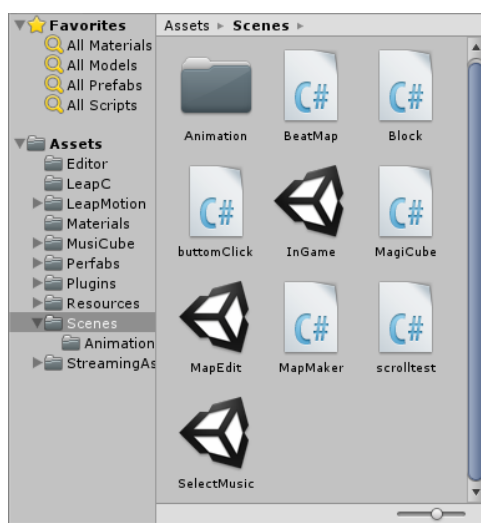 Favorites
All Materials
All Models
All Prefabs
All Scripts
Assets
Editor
LeapC
LeapMotion
Materials
MusiCube
Perfabs
Plugins
Resources
Scenes
Animation
StreamingAs
Assets ▸ Scenes ▸
Animation BeatMap Block
C# C#
buttomClick InGame MagiCube
C# C#
MapEdit MapMaker scrolltest
C# C#
SelectMusic